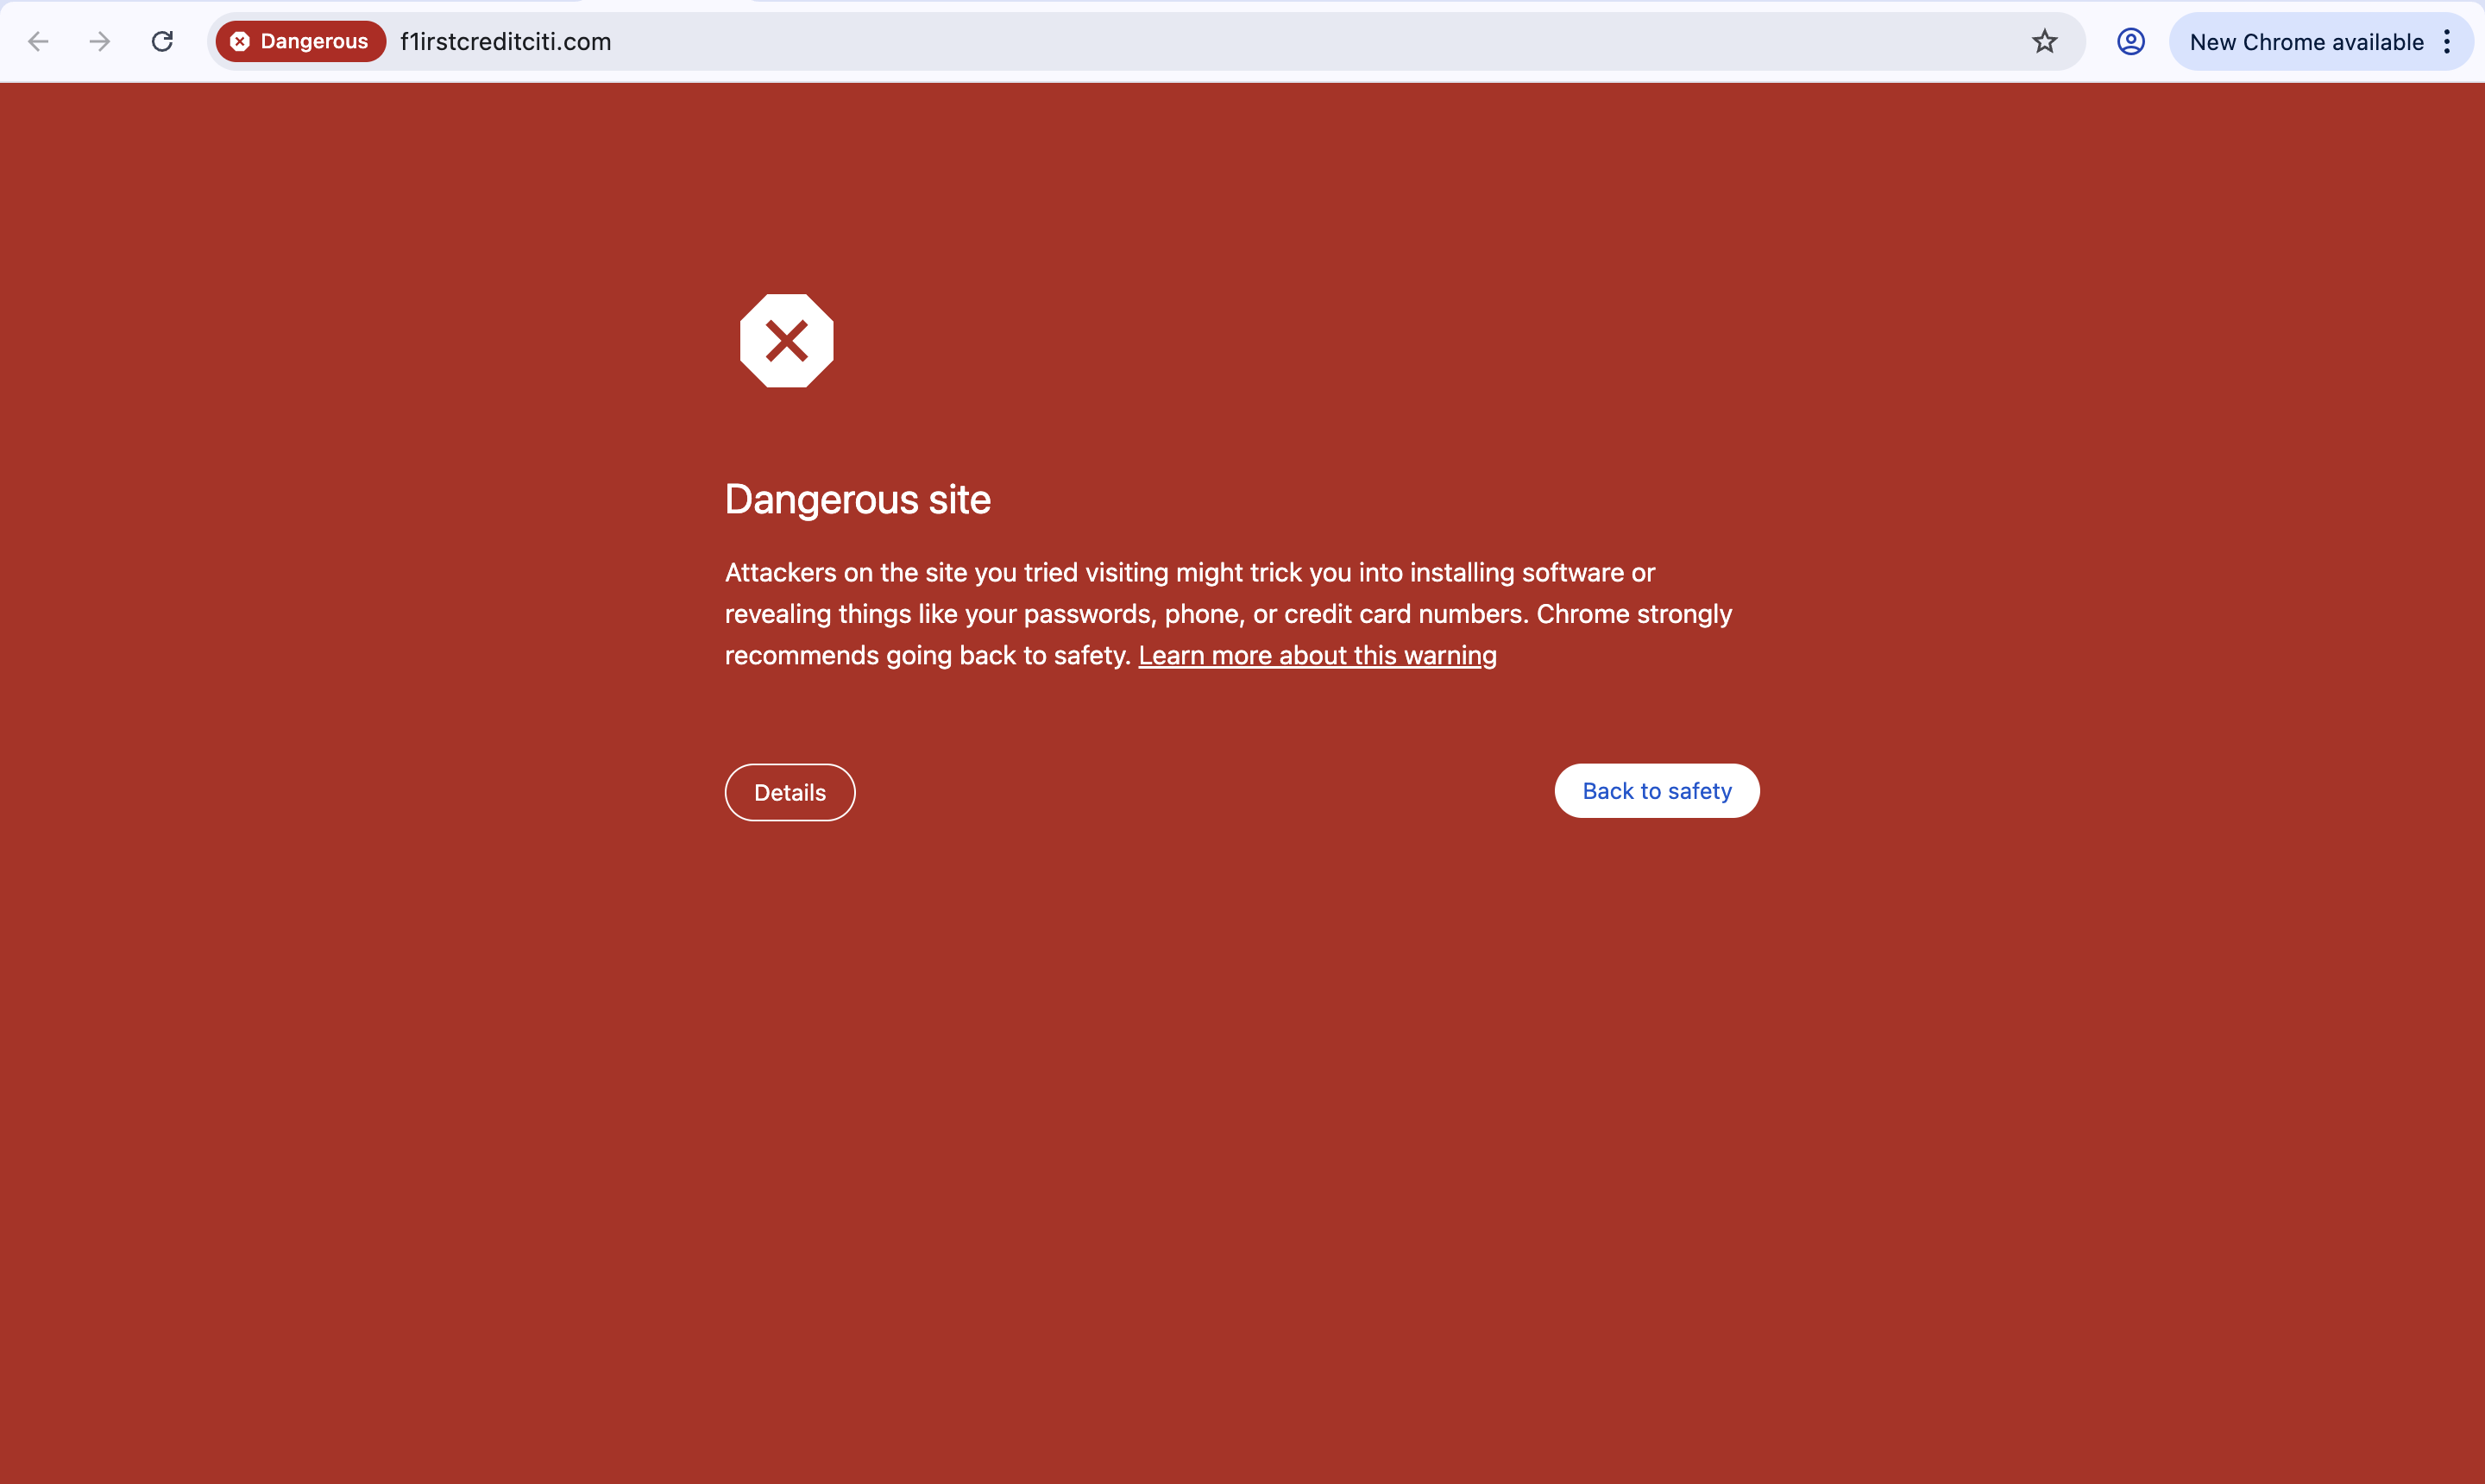 Dangerous
f1irstcreditciti.com
New Chrome available
Dangerous site
Attackers on the site you tried visiting might trick you into installing software or
revealing things like your passwords, phone, or credit card numbers. Chrome strongly
recommends going back to safety. Learn more about this warning
Details
Back to safety